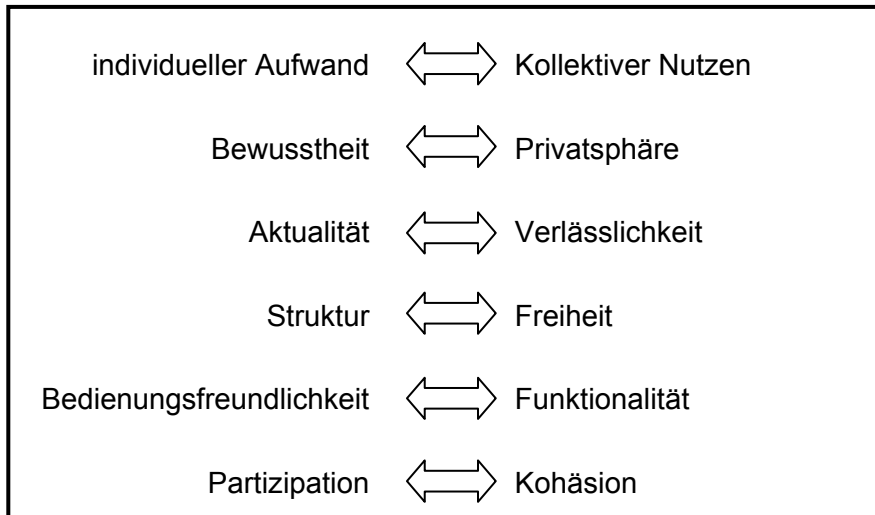 individueller Aufwand Kollektiver Nutzen
Bewusstheit Privatsphäre
Aktualität Verlässlichkeit
Struktur Freiheit
Bedienungsfreundlichkeit Funktionalität
Partizipation Kohäsion